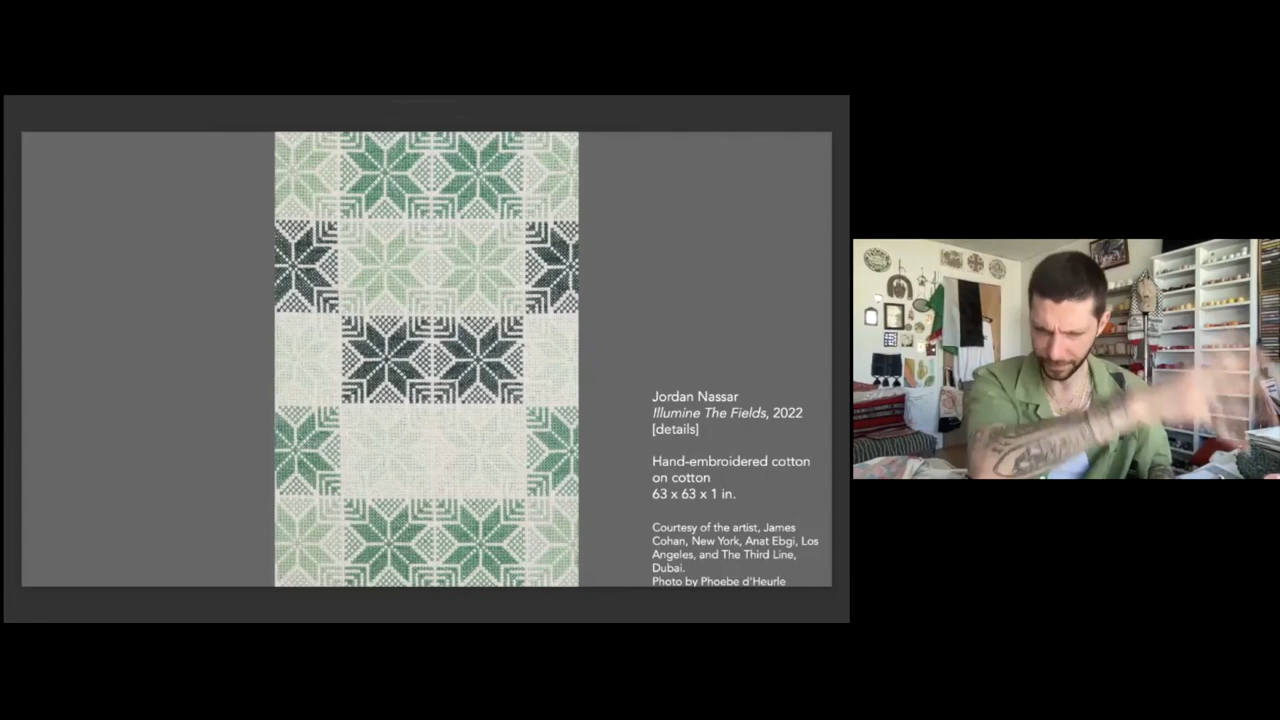 Jordan Nassar
Illumine The Fields, 2022
[details]
Hand-embroidered cotton
on cotton
63 x 63 x 1 in.
Courtesy of the artist, James
Cohan, New York, Anat Ebgi, Los
Angeles, and The Third Line,
Dubai.
Photo by Phoebe d'Heurle